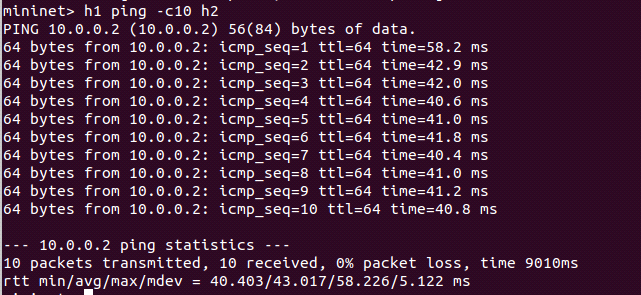 mininet> h1 ping -c10 h2
PING 10.0.0.2 (10.0.0.2) 56(84) bytes of data.
64 bytes from 10.0.0.2: icmp_seq=1 ttl=64 time=58.2 ms
64 bytes from 10.0.0.2: icmp_seq=2 ttl=64 time=42.9 ms
64 bytes from 10.0.0.2: icmp_seq=3 ttl=64 time=42.0 ms
64 bytes from 10.0.0.2: icmp_seq=4 ttl=64 time=40.6 ms
64 bytes from 10.0.0.2: icmp_seq=5 ttl=64 time=41.0 ms
64 bytes from 10.0.0.2: icmp_seq=6 ttl=64 time=41.8 ms
64 bytes from 10.0.0.2: icmp_seq=7 ttl=64 time=40.4 ms
64 bytes from 10.0.0.2: icmp_seq=8 ttl=64 time=41.0 ms
64 bytes from 10.0.0.2: icmp_seq=9 ttl=64 time=41.2 ms
64 bytes from 10.0.0.2: icmp_seq=10 ttl=64 time=40.8 ms
--- 10.0.0.2 ping statistics ---
10 packets transmitted, 10 received, 0% packet loss, time 9010ms
rtt min/avg/max/mdev = 40.403/43.017/58.226/5.122 ms